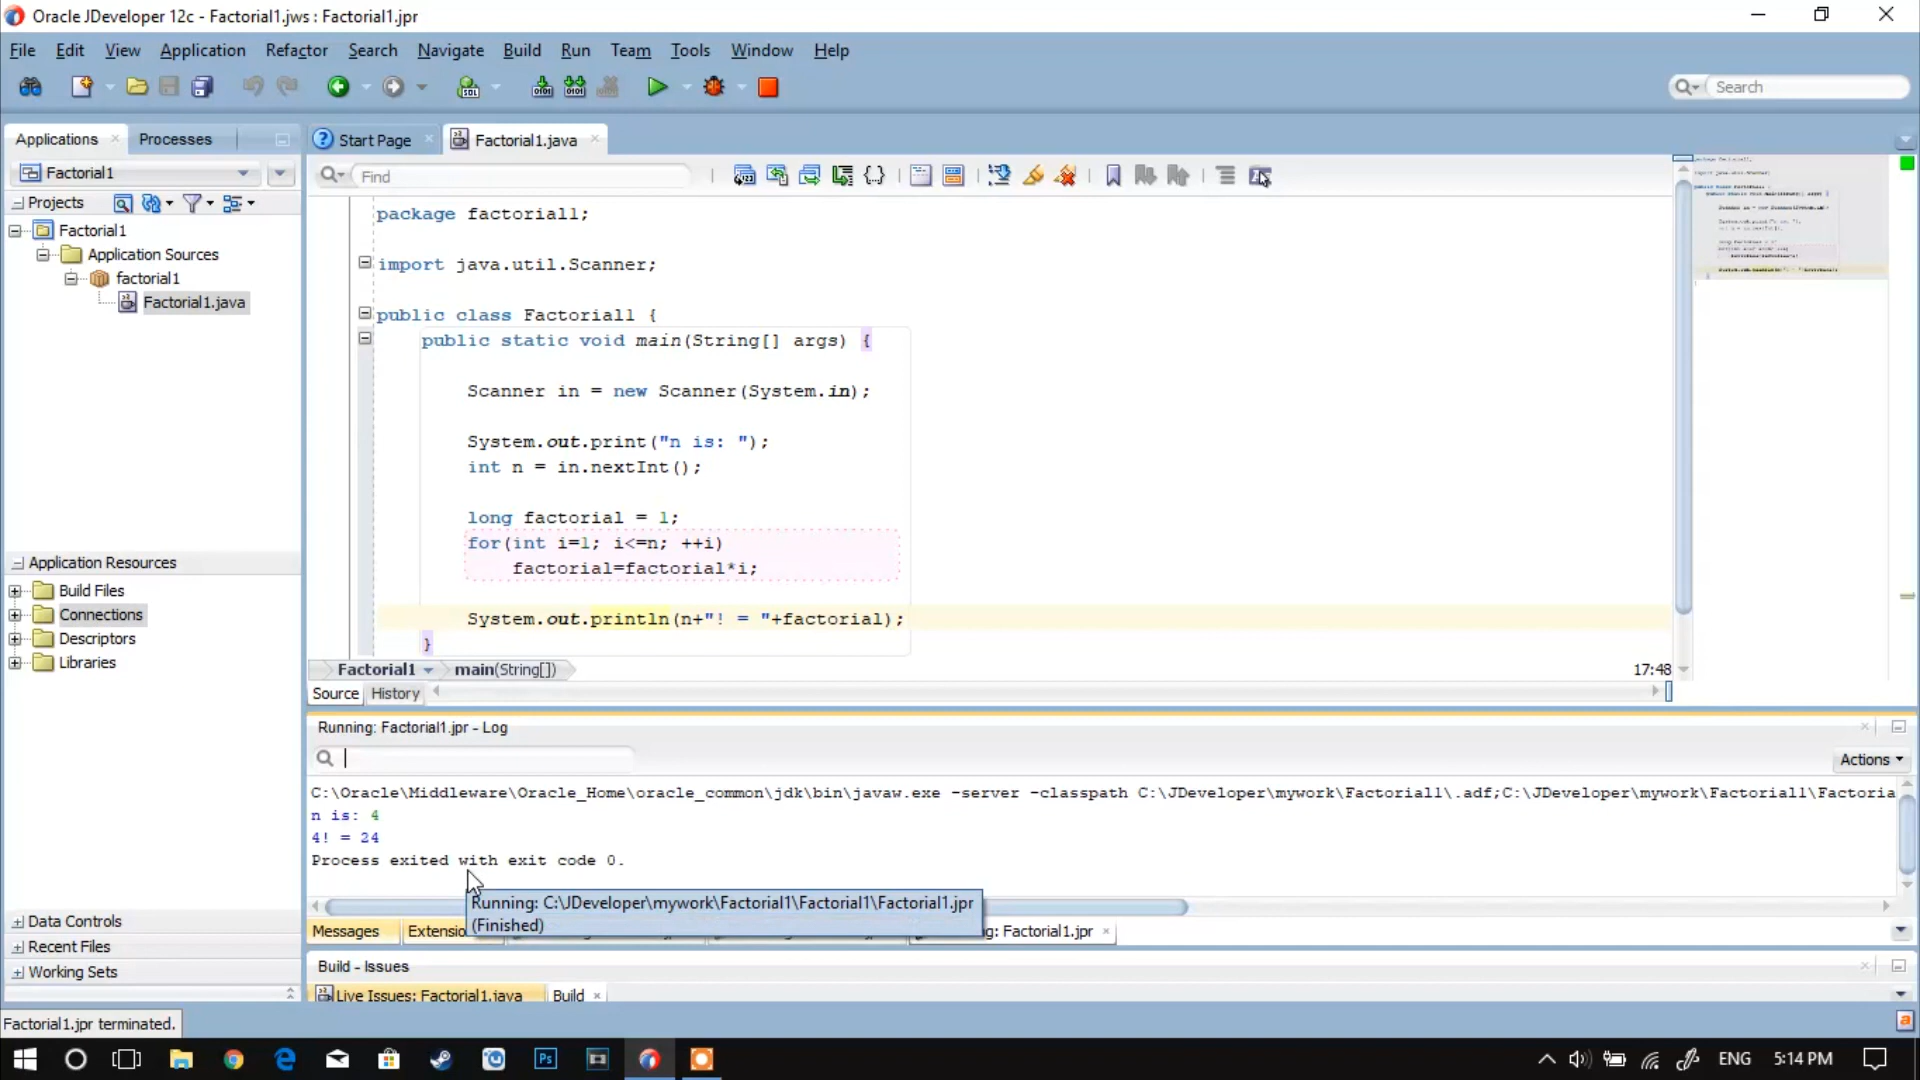 Oracle JDeveloper 12c - Factorial1.jws : Factorial1.jpr
File Edit View Application Refactor Search Navigate Build Run Team Tools Window Help
Search
Applications Processes
Start Page Factorial1.java
Factorial1
Find
Projects
Factorial1
Application Sources
factorial1
Factorial1.java
package factorial1;
import java.util.Scanner;
public class Factorial1 {
public static void main(String[] args) {
Scanner in = new Scanner(System.in);
System.out.print("n is: ");
int n = in.nextInt();
long factorial = 1;
for(int i=1; i<=n; ++i)
factorial=factorial*i;
System.out.println(n+"! = "+factorial);
}
Factorial1 main(String[])
17:48
Source History
Application Resources
Build Files
Connections
Descriptors
Libraries
Data Controls
Recent Files
Working Sets
Running: Factorial1.jpr - Log
Actions
C:\Oracle\Middleware\Oracle_Home\oracle_common\jdk\bin\javaw.exe -server -classpath C:\JDeveloper\mywork\Factorial1\.adf;C:\JDeveloper\mywork\Factorial1\Factoria
n is: 4
4! = 24
Process exited with exit code 0.
Running: C:\JDeveloper\mywork\Factorial1\Factorial1\Factorial1.jpr
(Finished)
Messages Extensio g: Factorial1.jpr
Build - Issues
Live Issues: Factorial1.java Build
Factorial1.jpr terminated.
ENG 5:14 PM